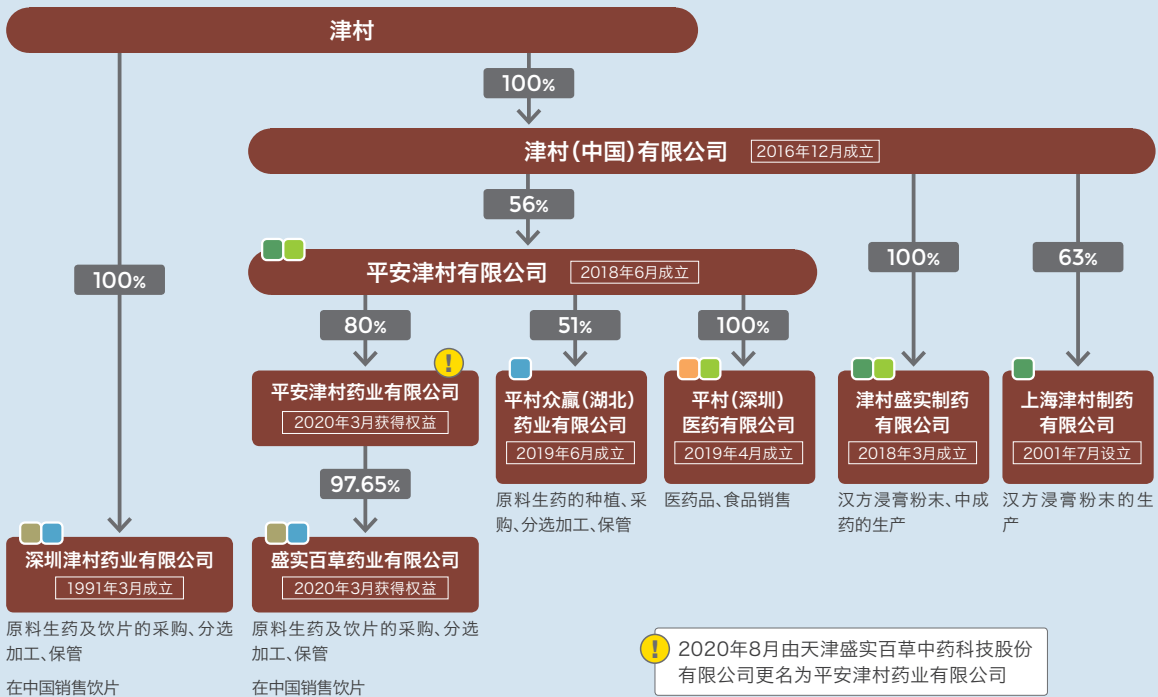 津村
100%
津村(中国)有限公司 2016年12月成立
56%
100%
平安津村有限公司 2018年6月成立
100%
63%
80%
51%
100%
平安津村药业有限公司
2020年3月获得权益
平村众赢(湖北)
药业有限公司
2019年6月成立
原料生药的种植、采
购、分选加工、保管
平村(深圳)
医药有限公司
2019年4月成立
医药品、食品销售
津村盛实制药
有限公司
2018年3月成立
汉方浸膏粉末、中成
药的生产
上海津村制药
有限公司
2001年7月设立
汉方浸膏粉末的生
产
97.65%
深圳津村药业有限公司
1991年3月成立
原料生药及饮片的采购、分选
加工、保管
在中国销售饮片
盛实百草药业有限公司
2020年3月获得权益
原料生药及饮片的采购、分选
加工、保管
在中国销售饮片
! 2020年8月由天津盛实百草中药科技股份
有限公司更名为平安津村药业有限公司